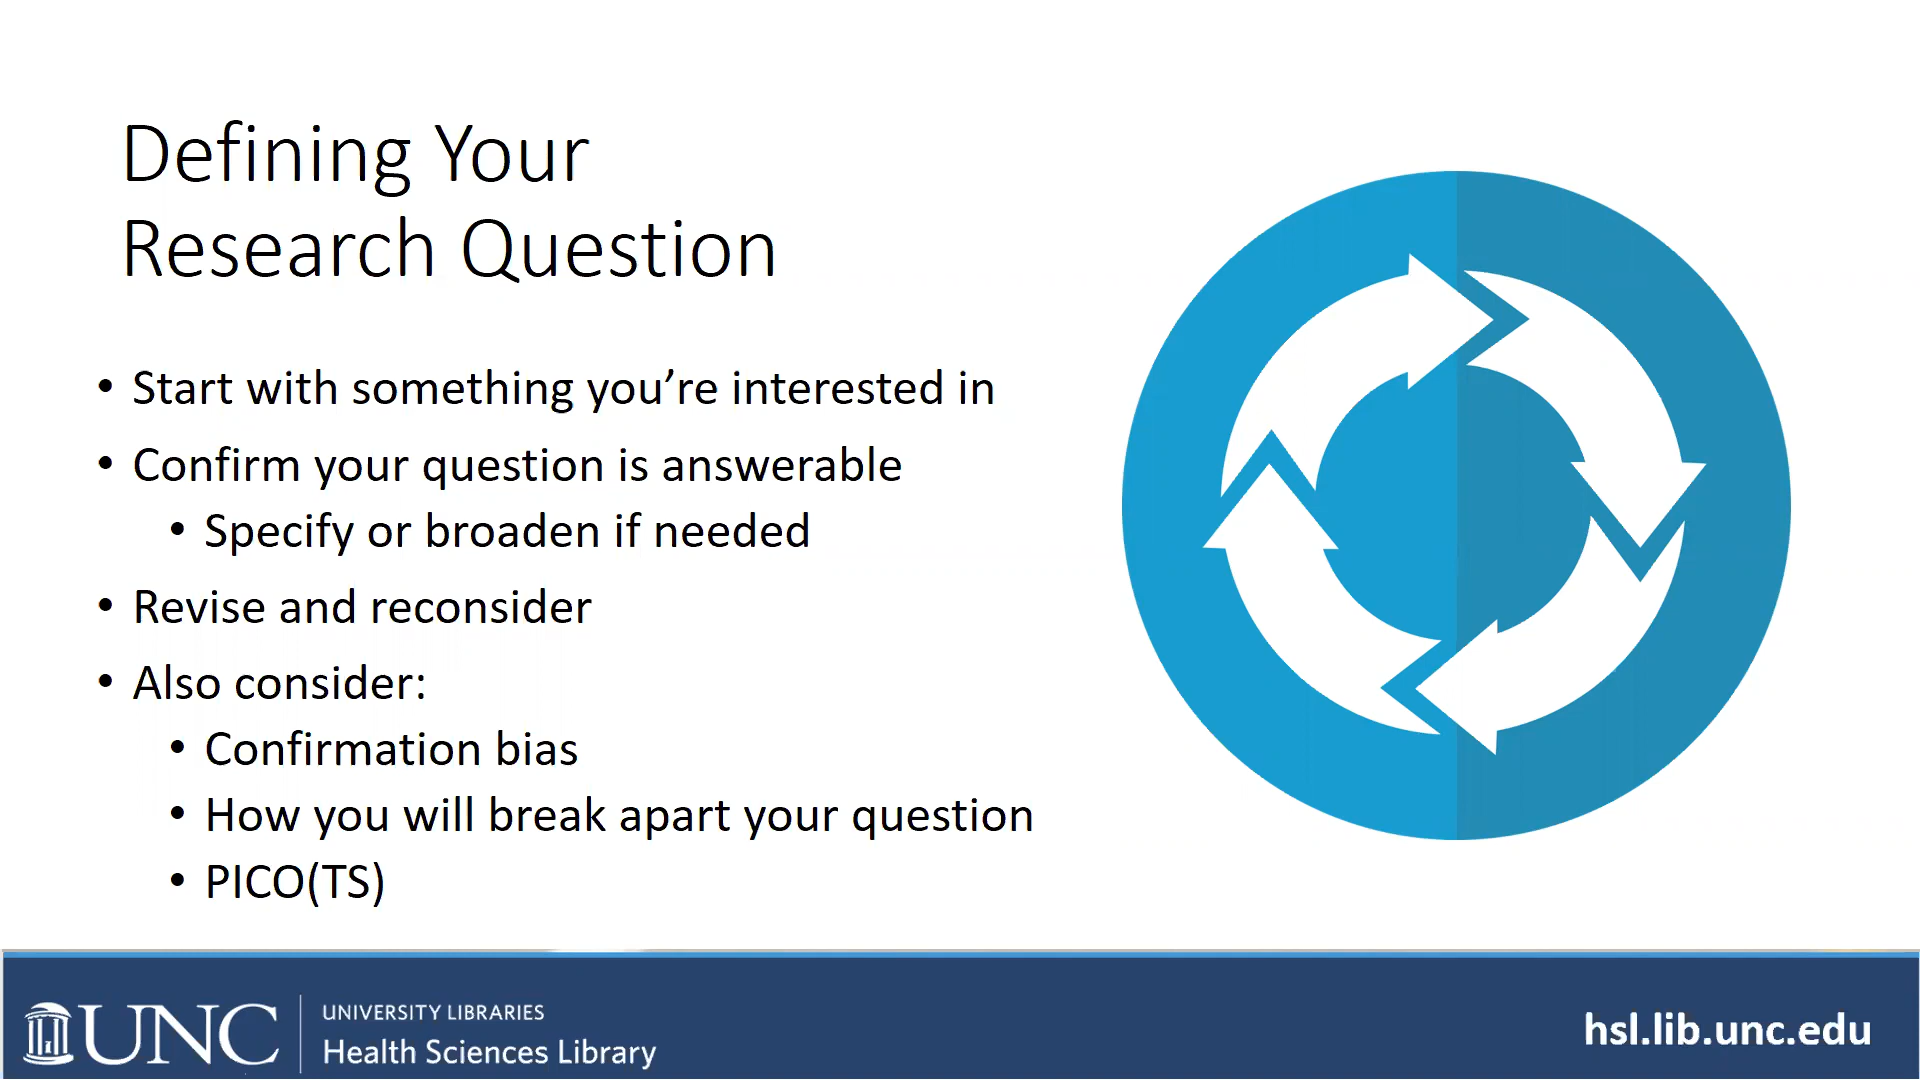 Defining Your
Research Question
• Start with something you’re interested in
• Confirm your question is answerable
• Specify or broaden if needed
• Revise and reconsider
• Also consider:
• Confirmation bias
• How you will break apart your question
• PICO(TS)
UNC
UNIVERSITY LIBRARIES
Health Sciences Library
hsl.lib.unc.edu